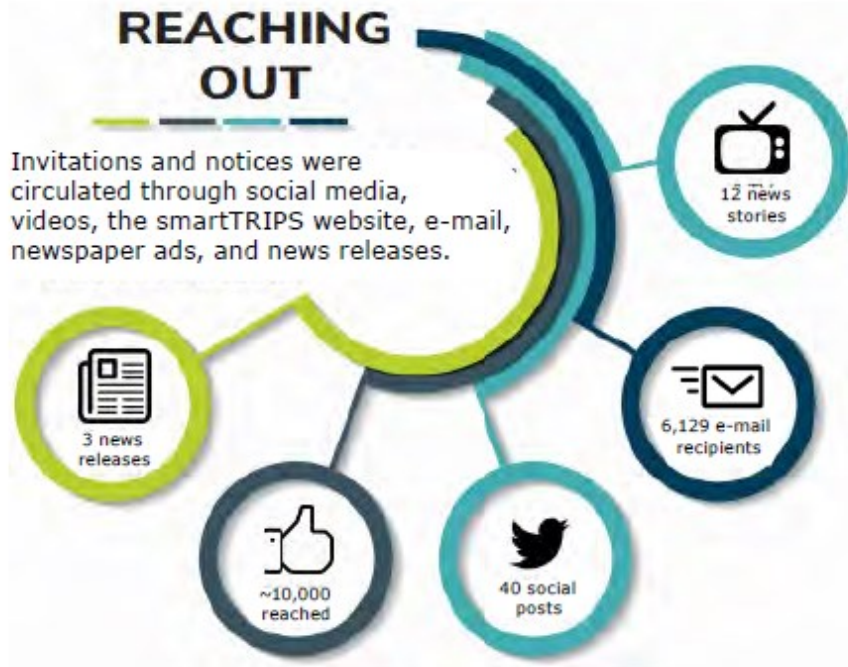 REACHING
OUT
Invitations and notices were
circulated through social media,
videos, the smartTRIPS website, e-mail,
newspaper ads, and news releases.
12 news
stories
6,129 e-mail
recipients
40 social
posts
~10,000
reached
3 news
releases